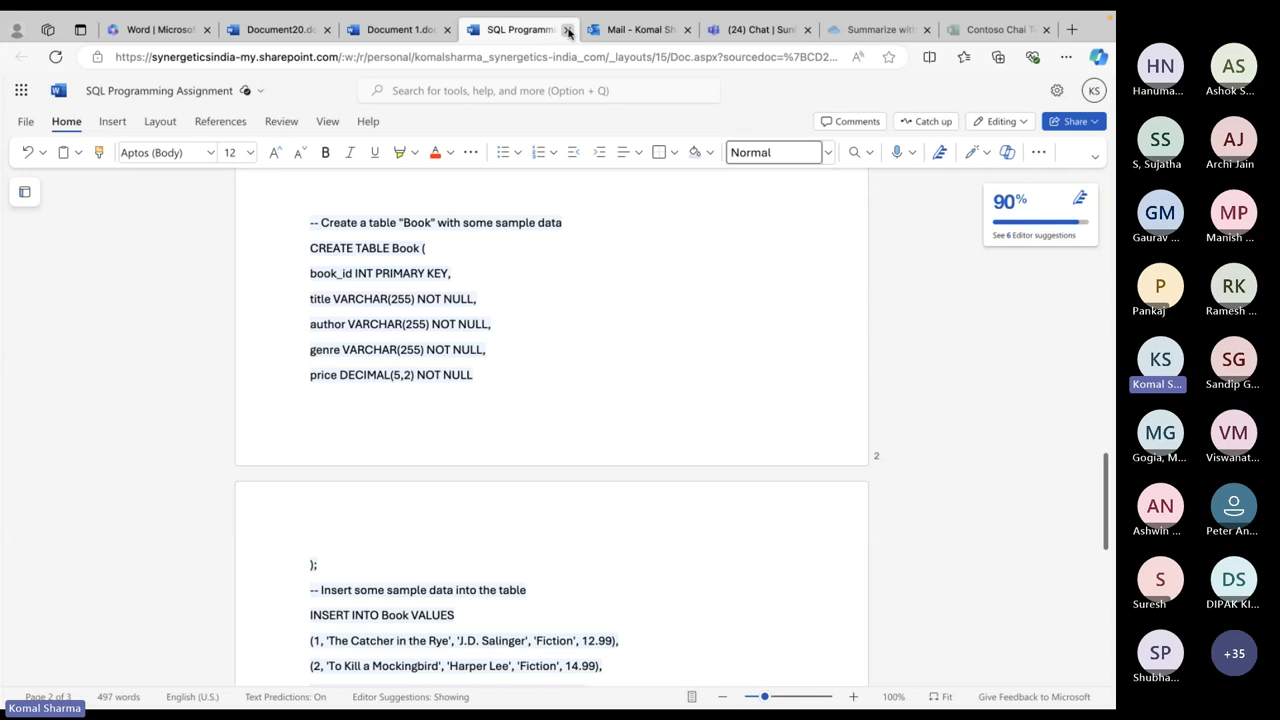 Word | Microsof
Document20.do
Document 1.doc
SQL Programmi
Mail - Komal Sh
(24) Chat | Sun
Summarize with
Contoso Chai T
https://synergeticsindia-my.sharepoint.com/:w:/r/personal/komalsharma_synergetics-india_com/_layouts/15/Doc.aspx?sourcedoc=%7BCD2...
SQL Programming Assignment
Search for tools, help, and more (Option + Q)
KS
File
Home
Insert
Layout
References
Review
View
Help
Comments
Catch up
Editing
Share
Aptos (Body)
12
Normal
-- Create a table "Book" with some sample data
CREATE TABLE Book (
book_id INT PRIMARY KEY,
title VARCHAR(255) NOT NULL,
author VARCHAR(255) NOT NULL,
genre VARCHAR(255) NOT NULL,
price DECIMAL(5,2) NOT NULL
2
90%
See 6 Editor suggestions
);
-- Insert some sample data into the table
INSERT INTO Book VALUES
(1, 'The Catcher in the Rye', 'J.D. Salinger', 'Fiction', 12.99),
(2, 'To Kill a Mockingbird', 'Harper Lee', 'Fiction', 14.99),
Page 2 of 3
497 words
English (U.S.)
Text Predictions: On
Editor Suggestions: Showing
100%
Fit
Give Feedback to Microsoft
Komal Sharma
HN
Hanuma...
AS
Ashok S...
SS
S, Sujatha
AJ
Archi Jain
GM
Gaurav ...
MP
Manish ...
P
Pankaj
RK
Ramesh ...
KS
Komal S...
SG
Sandip G...
MG
Gogia, M...
VM
Viswanat...
AN
Ashwin ...
Peter An...
S
Suresh
DS
DIPAK KI...
SP
Shubha...
+35